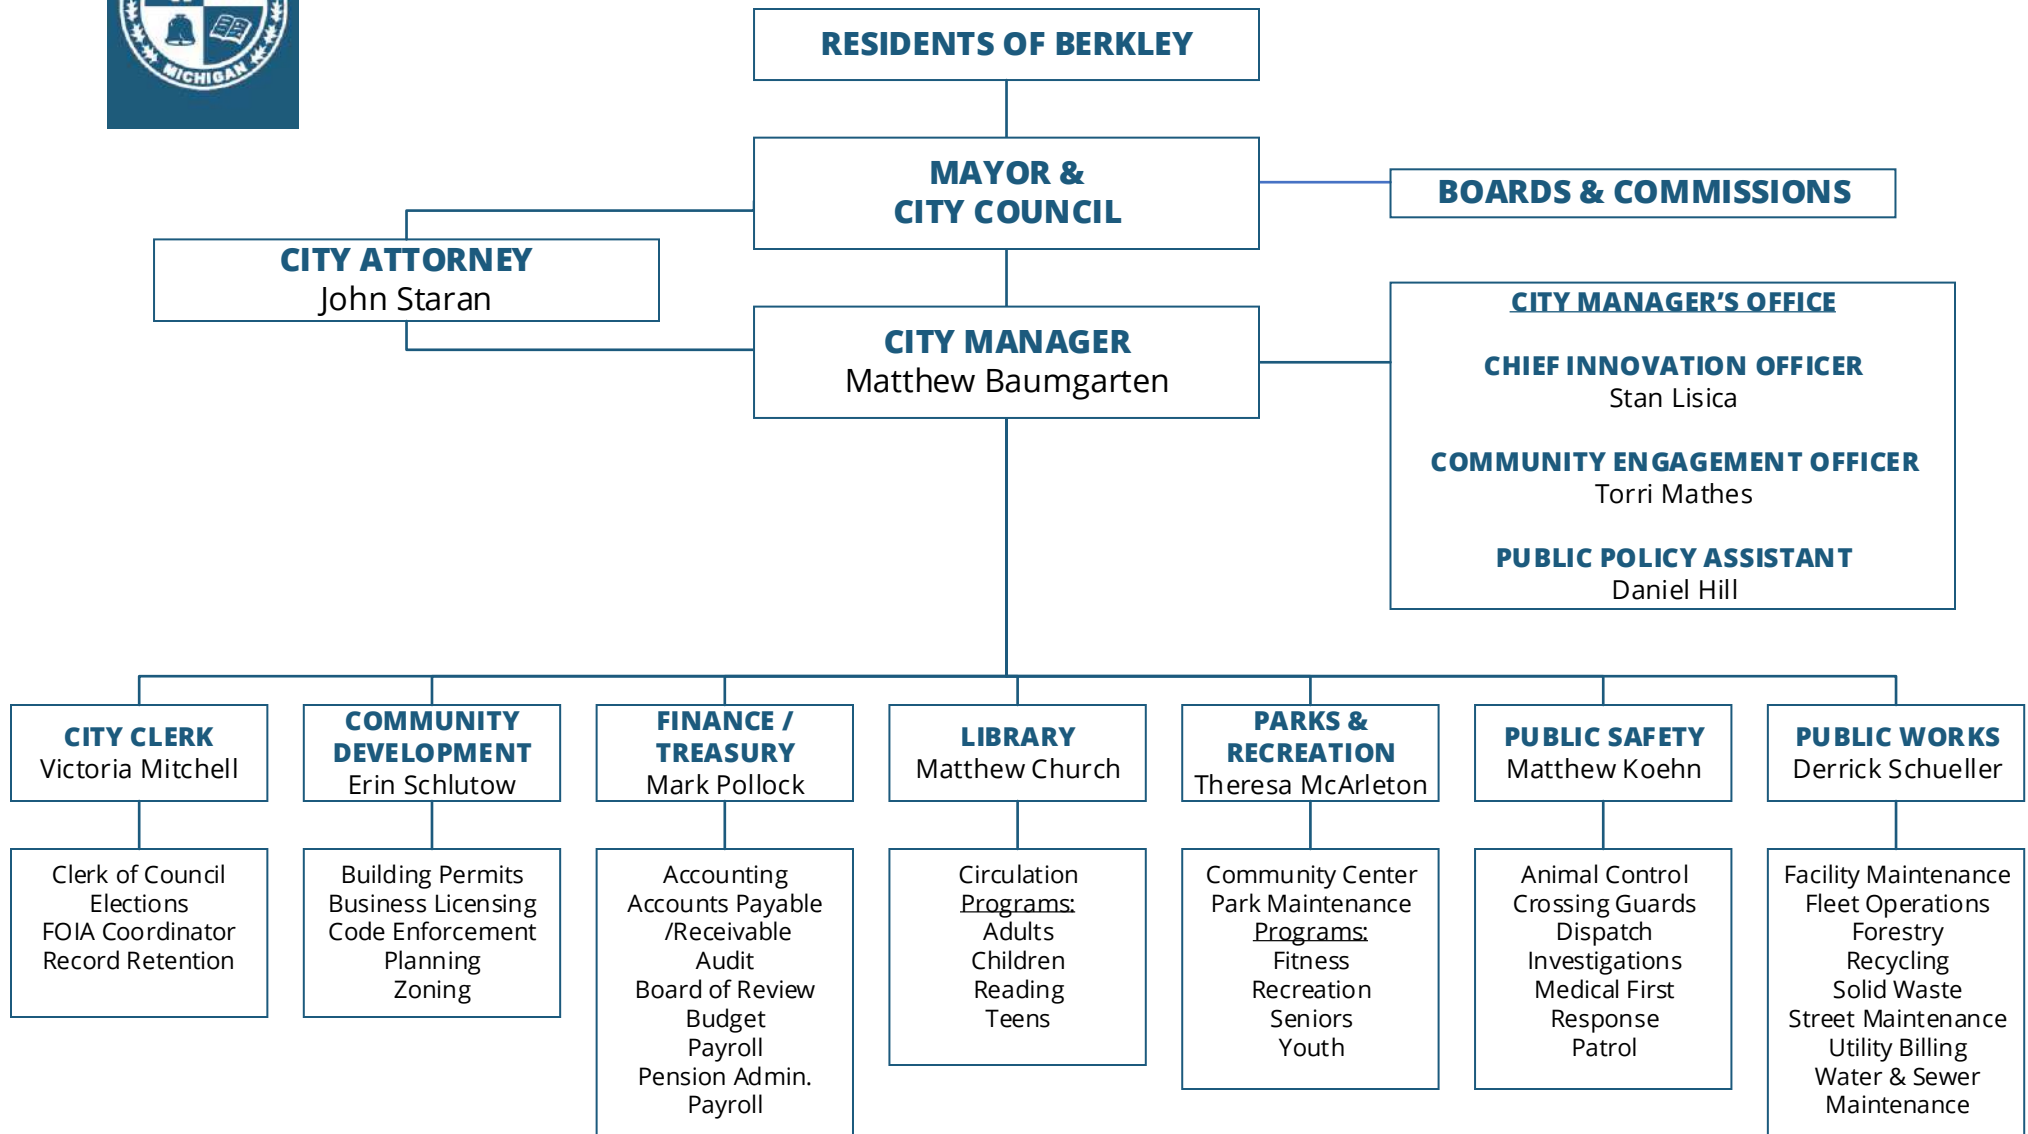 MICHIGAN
RESIDENTS OF BERKLEY
MAYOR &
CITY COUNCIL
BOARDS & COMMISSIONS
CITY ATTORNEY
John Staran
CITY MANAGER
Matthew Baumgarten
CITY MANAGER’S OFFICE
CHIEF INNOVATION OFFICER
Stan Lisica
COMMUNITY ENGAGEMENT OFFICER
Torri Mathes
PUBLIC POLICY ASSISTANT
Daniel Hill
CITY CLERK
Victoria Mitchell
COMMUNITY
DEVELOPMENT
Erin Schlutow
FINANCE /
TREASURY
Mark Pollock
LIBRARY
Matthew Church
PARKS &
RECREATION
Theresa McArleton
PUBLIC SAFETY
Matthew Koehn
PUBLIC WORKS
Derrick Schueller
Clerk of Council
Elections
FOIA Coordinator
Record Retention
Building Permits
Business Licensing
Code Enforcement
Planning
Zoning
Accounting
Accounts Payable
/Receivable
Audit
Board of Review
Budget
Payroll
Pension Admin.
Payroll
Circulation
Programs:
Adults
Children
Reading
Teens
Community Center
Park Maintenance
Programs:
Fitness
Recreation
Seniors
Youth
Animal Control
Crossing Guards
Dispatch
Investigations
Medical First
Response
Patrol
Facility Maintenance
Fleet Operations
Forestry
Recycling
Solid Waste
Street Maintenance
Utility Billing
Water & Sewer
Maintenance